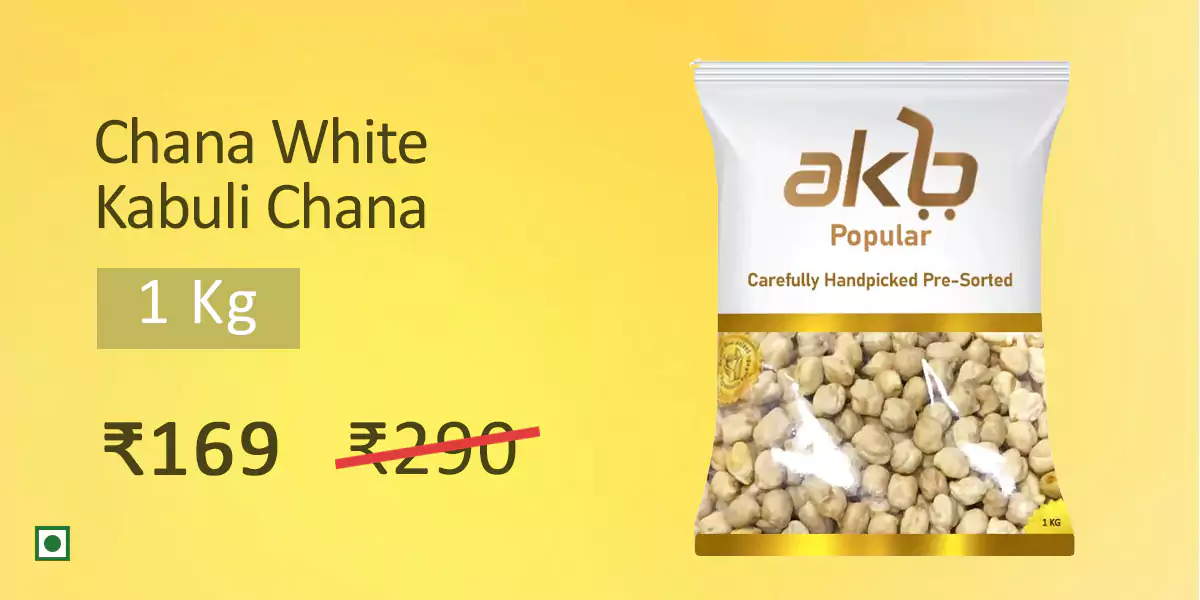 Chana White
Kabuli Chana
1 Kg
₹169 ₹290
akb
Popular
Carefully Handpicked Pre-Sorted
1 KG